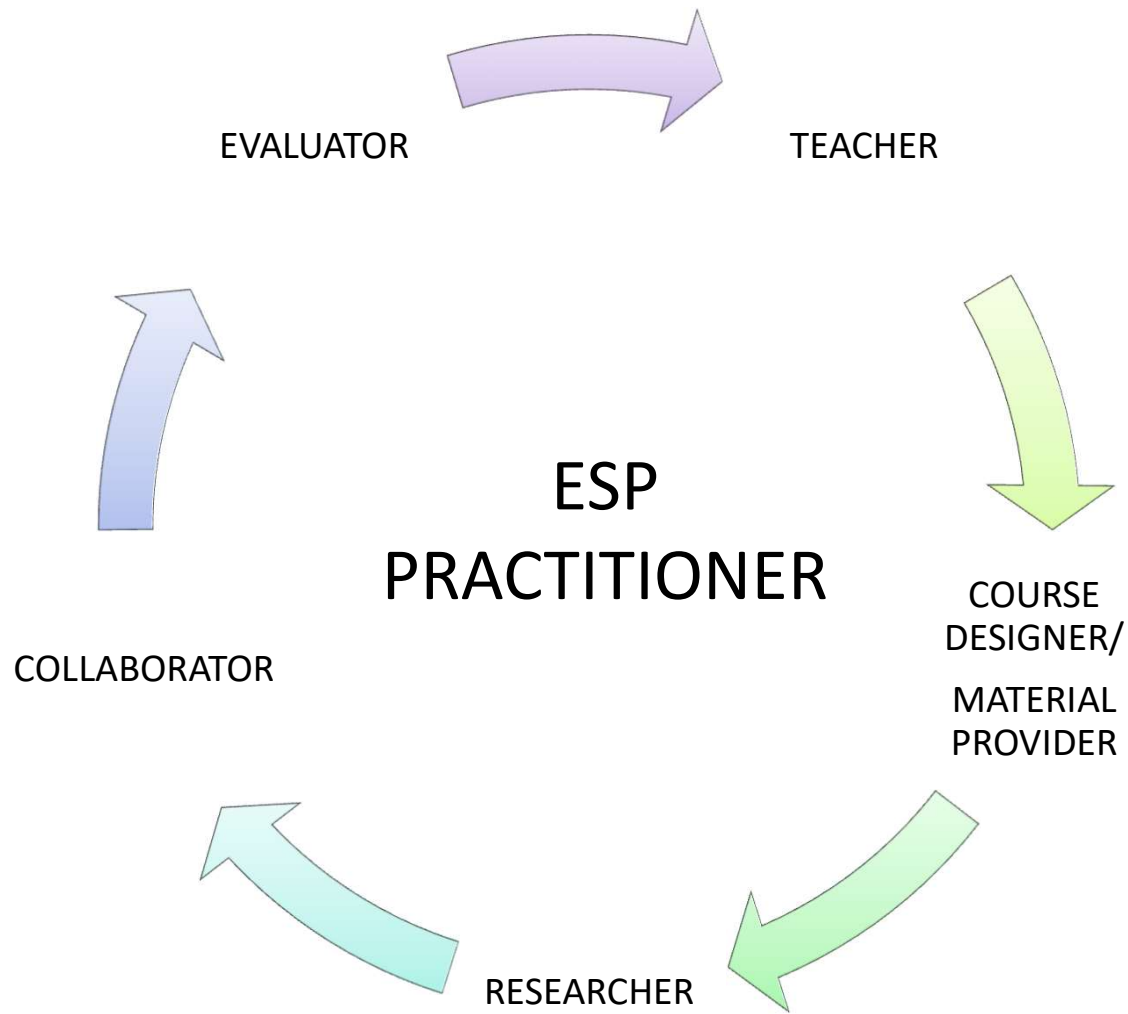 EVALUATOR
TEACHER
ESP
PRACTITIONER
COURSE
DESIGNER/
MATERIAL
PROVIDER
COLLABORATOR
RESEARCHER